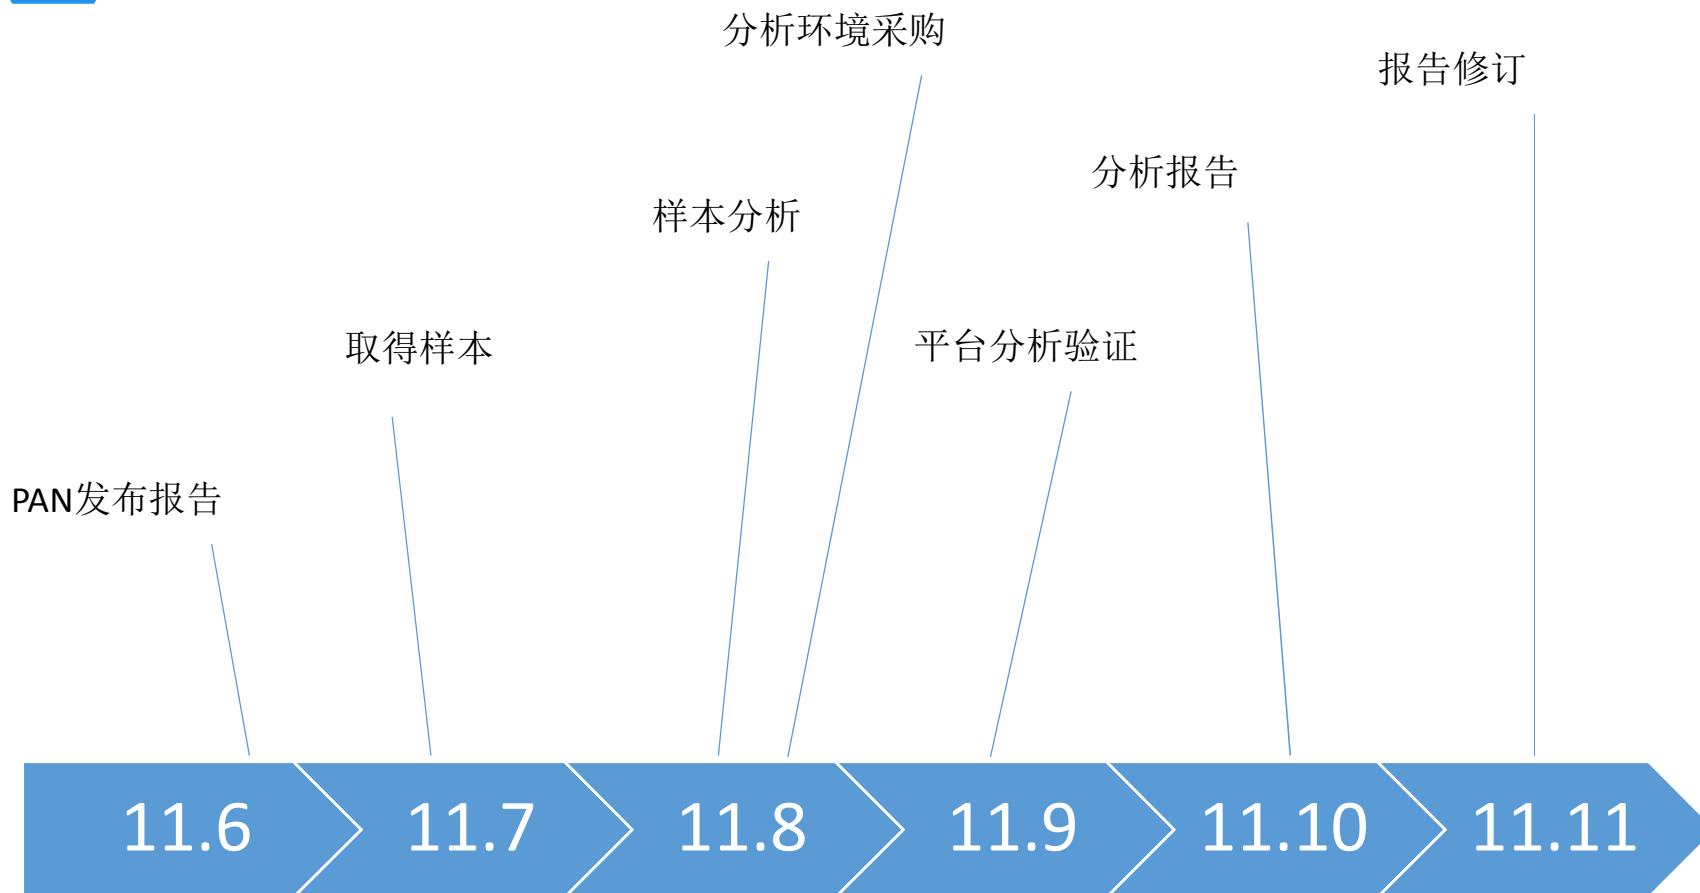 分析环境采购
报告修订
分析报告
样本分析
取得样本
平台分析验证
PAN发布报告
11.6
11.7
11.8
11.9
11.10
11.11